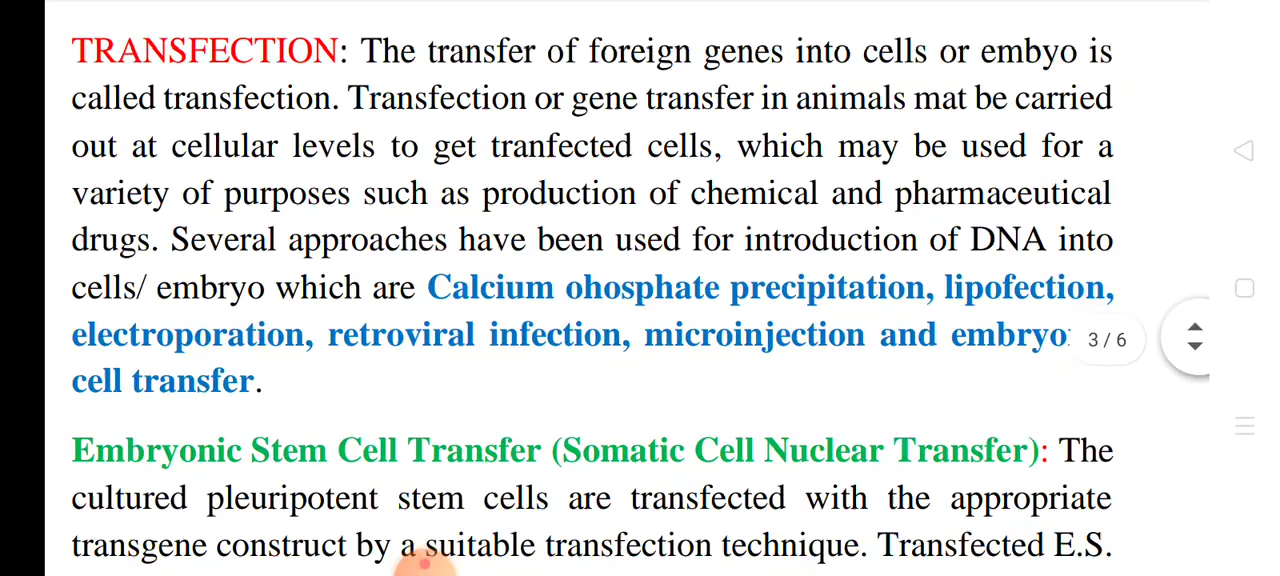 TRANSFECTION: The transfer of foreign genes into cells or embyo is
called transfection. Transfection or gene transfer in animals mat be carried
out at cellular levels to get tranfected cells, which may be used for a
variety of purposes such as production of chemical and pharmaceutical
drugs. Several approaches have been used for introduction of DNA into
cells/ embryo which are Calcium ohosphate precipitation, lipofection,
electroporation, retroviral infection, microinjection and embryo
3 / 6
cell transfer.
Embryonic Stem Cell Transfer (Somatic Cell Nuclear Transfer): The
cultured pleuripotent stem cells are transfected with the appropriate
transgene construct by a suitable transfection technique. Transfected E.S.